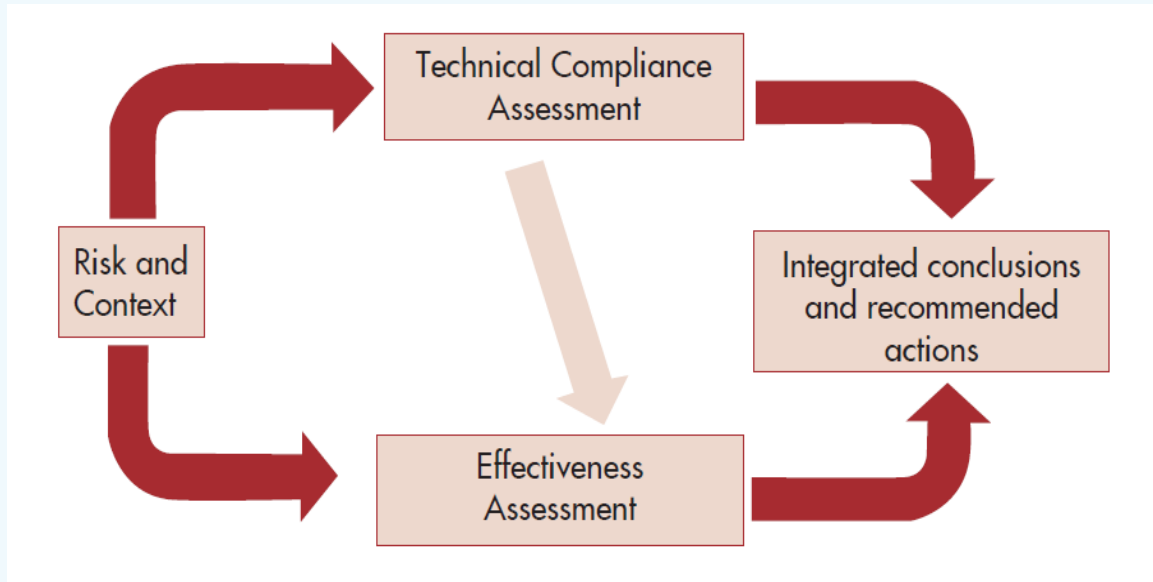 Technical Compliance
Assessment
Risk and
Context
Integrated conclusions
and recommended
actions
Effectiveness
Assessment